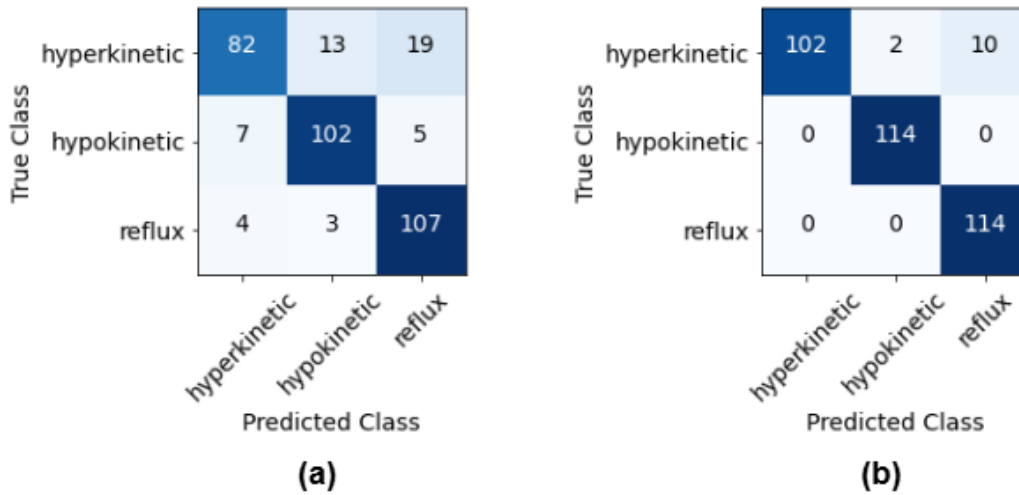 True Class
hyperkinetic 82 13 19
hypokinetic 7 102 5
reflux 4 3 107
hyperkinetic hypokinetic reflux
Predicted Class
(a)
True Class
hyperkinetic 102 2 10
hypokinetic 0 114 0
reflux 0 0 114
hyperkinetic hypokinetic reflux
Predicted Class
(b)